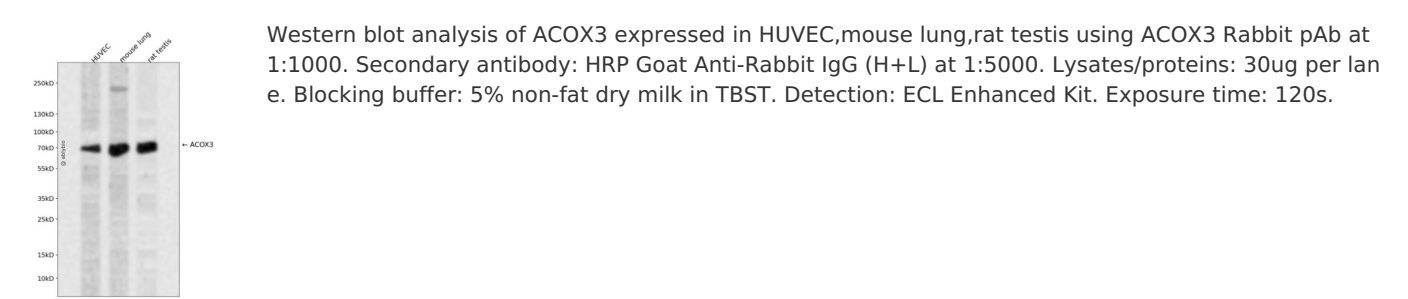 HUVEC
mouse lung
rat testis
250kD
130kD
100kD
70kD
55kD
35kD
25kD
15kD
10kD
← ACOX3
Western blot analysis of ACOX3 expressed in HUVEC,mouse lung,rat testis using ACOX3 Rabbit pAb at
1:1000. Secondary antibody: HRP Goat Anti-Rabbit IgG (H+L) at 1:5000. Lysates/proteins: 30ug per lan
e. Blocking buffer: 5% non-fat dry milk in TBST. Detection: ECL Enhanced Kit. Exposure time: 120s.